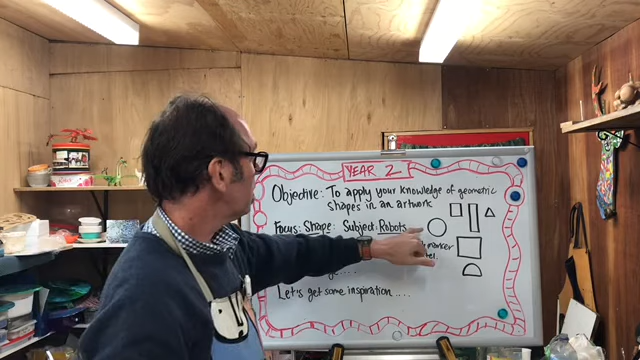 YEAR 2
Objective: To apply your knowledge of geometric
shapes in an artwork
Focus: Shape: Subject: Robots
marker
Let's get some inspiration....